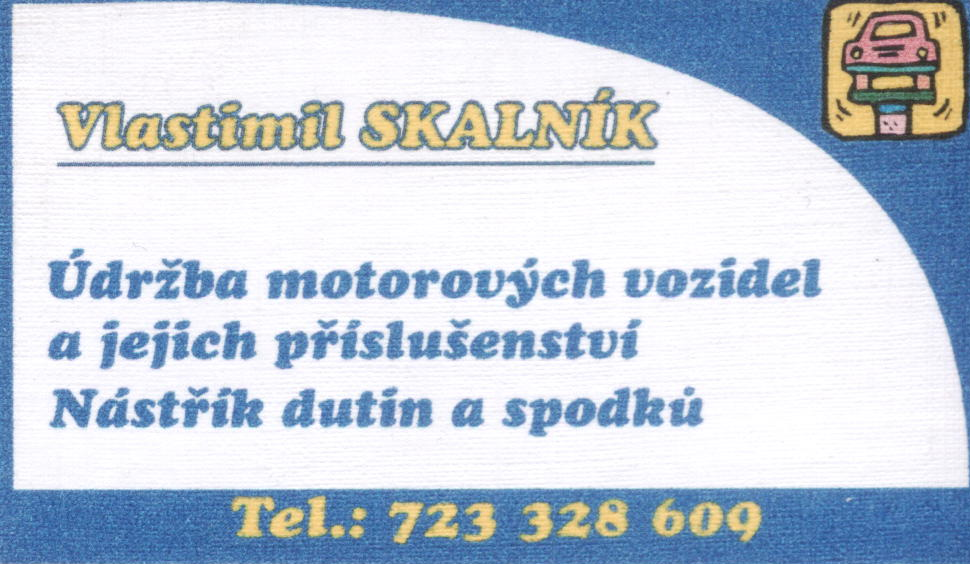 Vlastimil SKALNÍK
Údržba motorových vozidel
a jejich příslušenství
Nástřik dutin a spodků
Tel.: 723 328 609